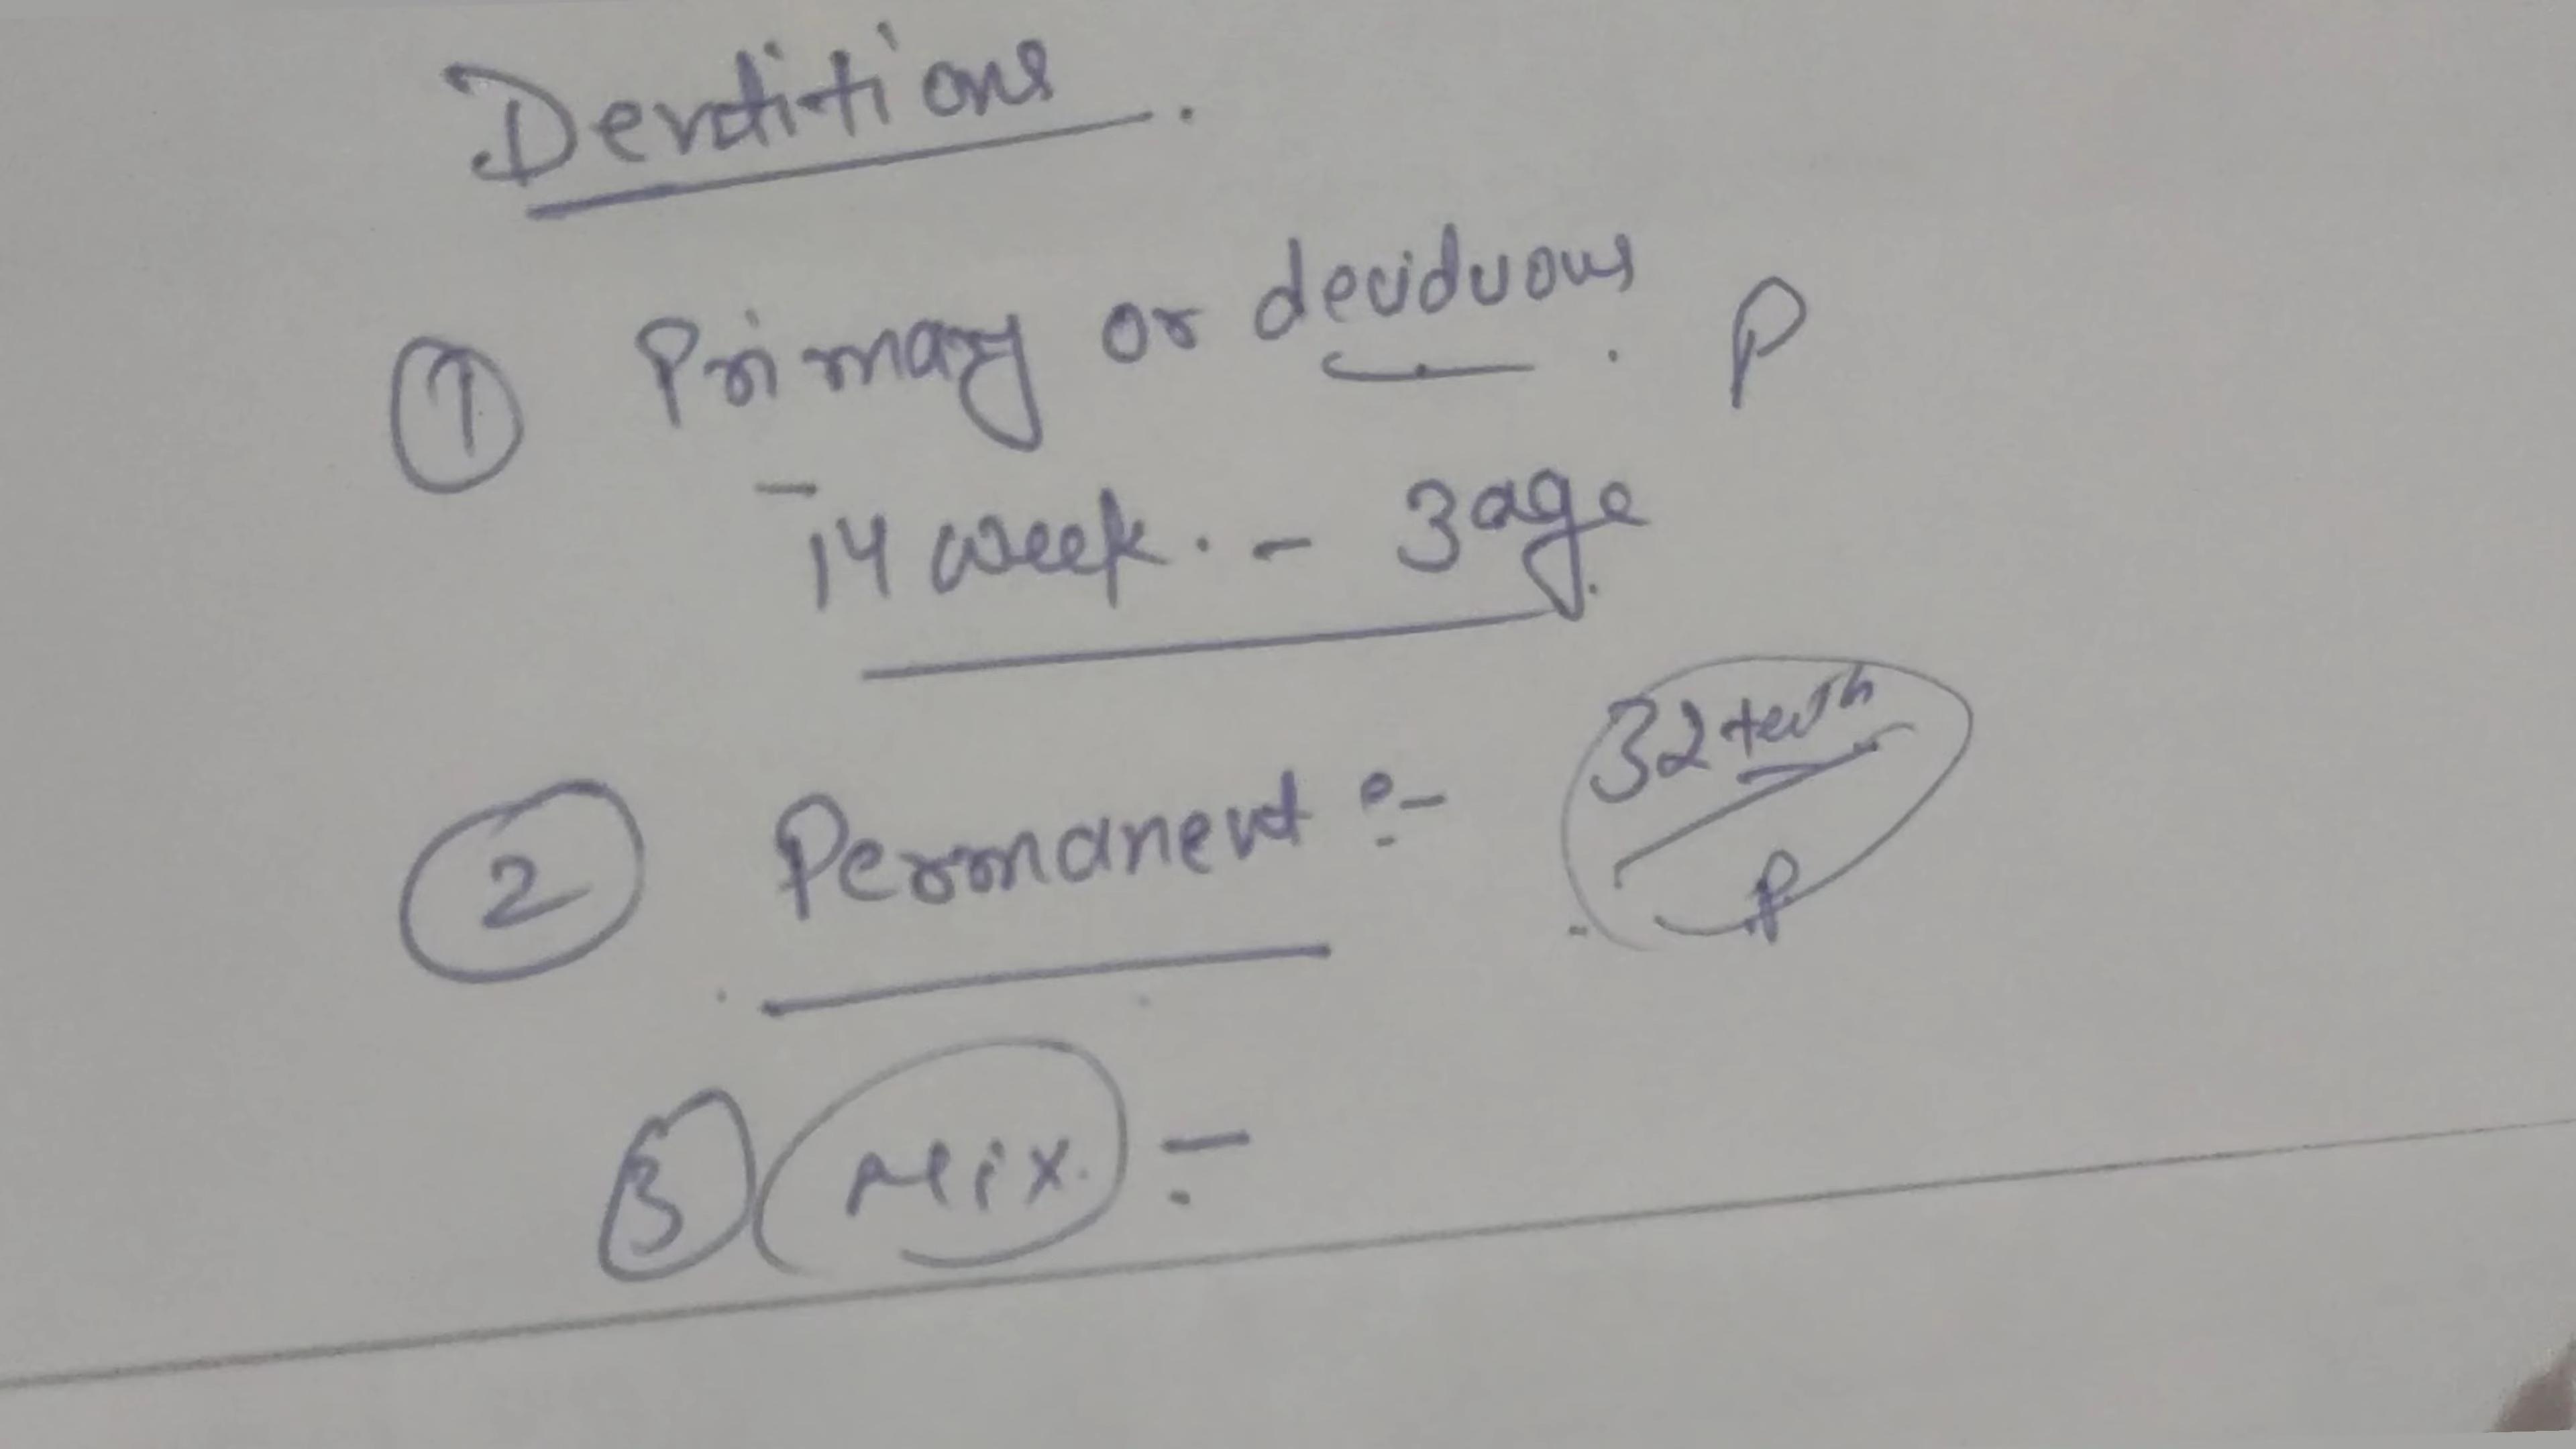 Dentitions.
① Primary or deciduous. P
- 14 week. - 3 age
② Permanent :- 32 teeth
P
③ Mix. :-